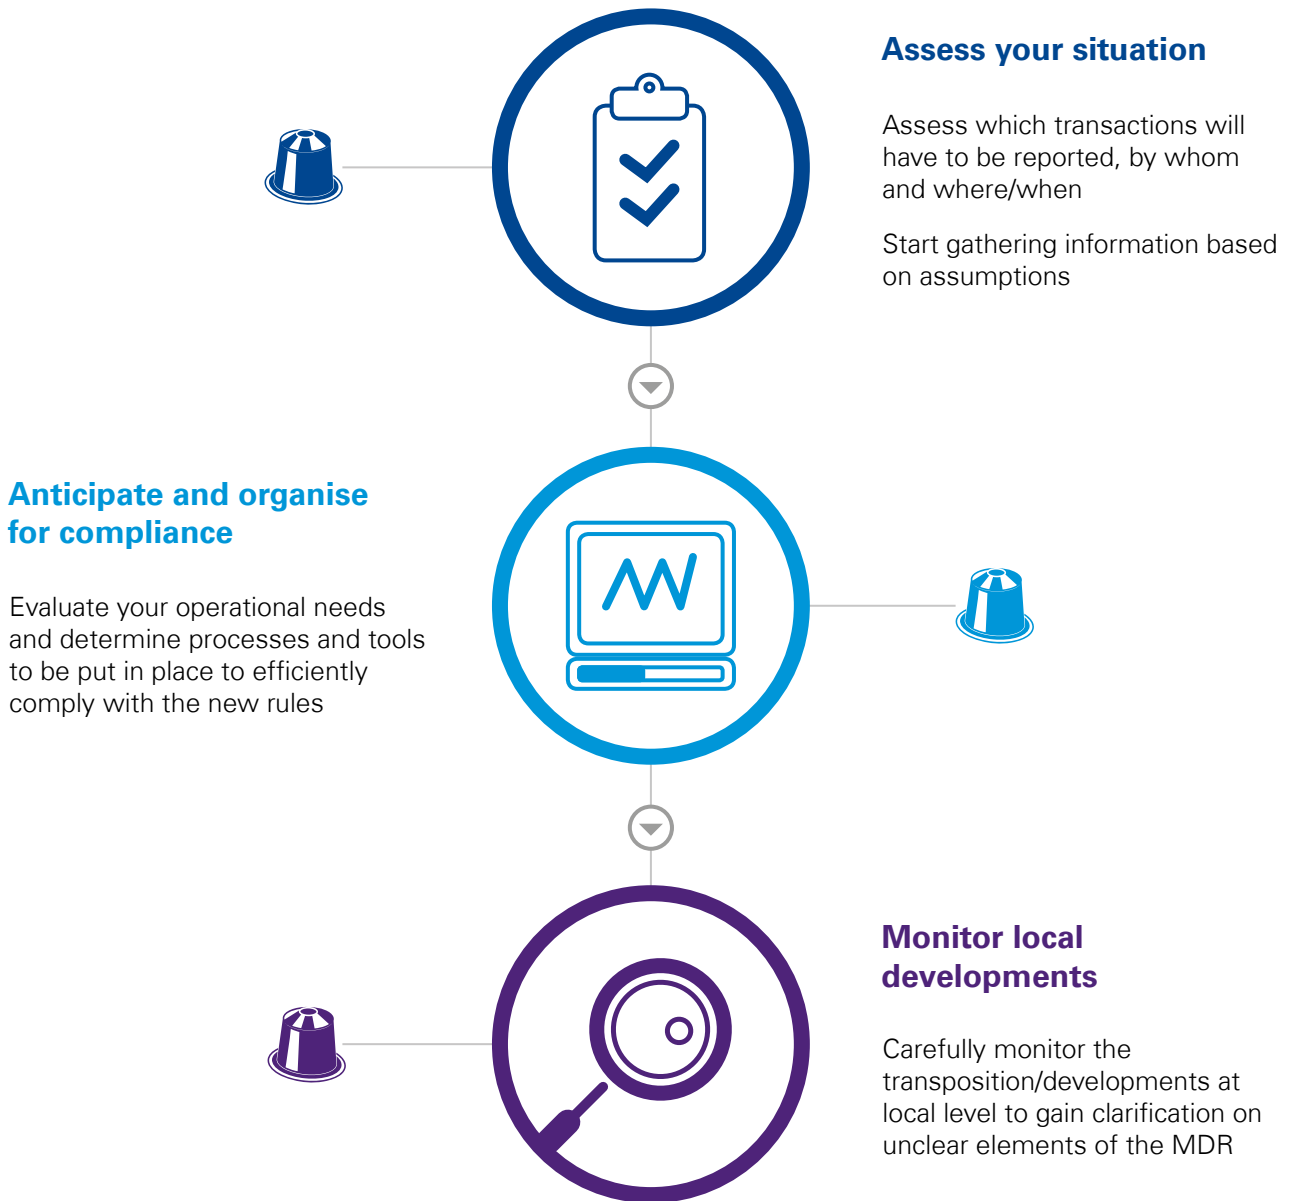 Assess your situation
Assess which transactions will
have to be reported, by whom
and where/when
Start gathering information based
on assumptions
Anticipate and organise
for compliance
Evaluate your operational needs
and determine processes and tools
to be put in place to efficiently
comply with the new rules
Monitor local
developments
Carefully monitor the
transposition/developments at
local level to gain clarification on
unclear elements of the MDR